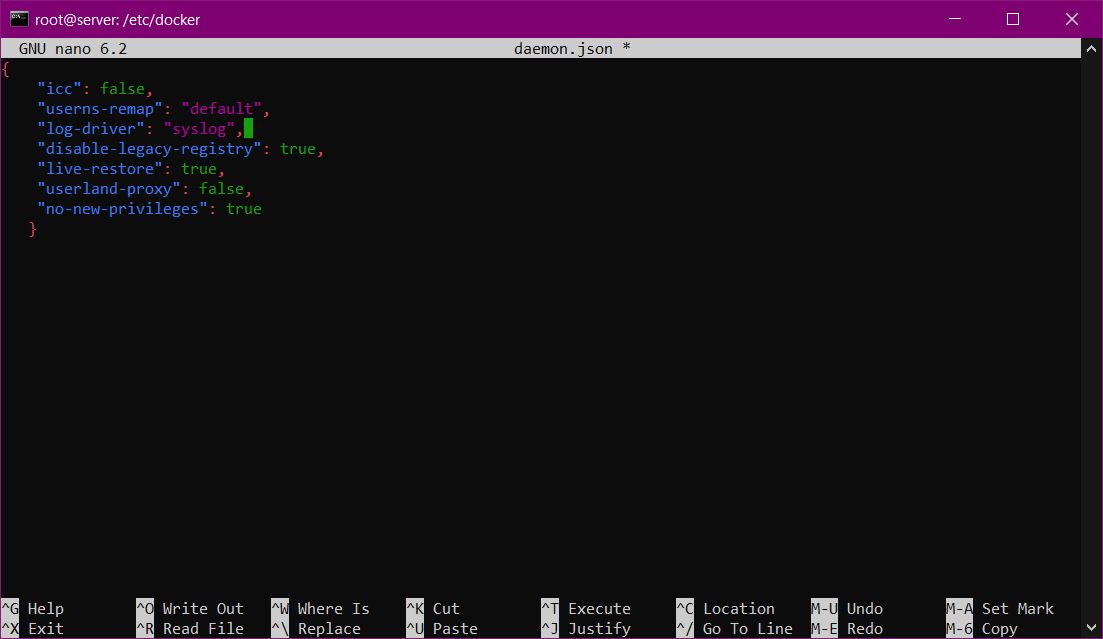 root@server: /etc/docker
GNU nano 6.2 daemon.json *
{
"icc": false,
"userns-remap": "default",
"log-driver": "syslog",
"disable-legacy-registry": true,
"live-restore": true,
"userland-proxy": false,
"no-new-privileges": true
}
^G Help ^O Write Out ^W Where Is ^K Cut ^T Execute ^C Location M-U Undo M-A Set Mark
^X Exit ^R Read File ^\ Replace ^U Paste ^J Justify ^/ Go To Line M-E Redo M-6 Copy